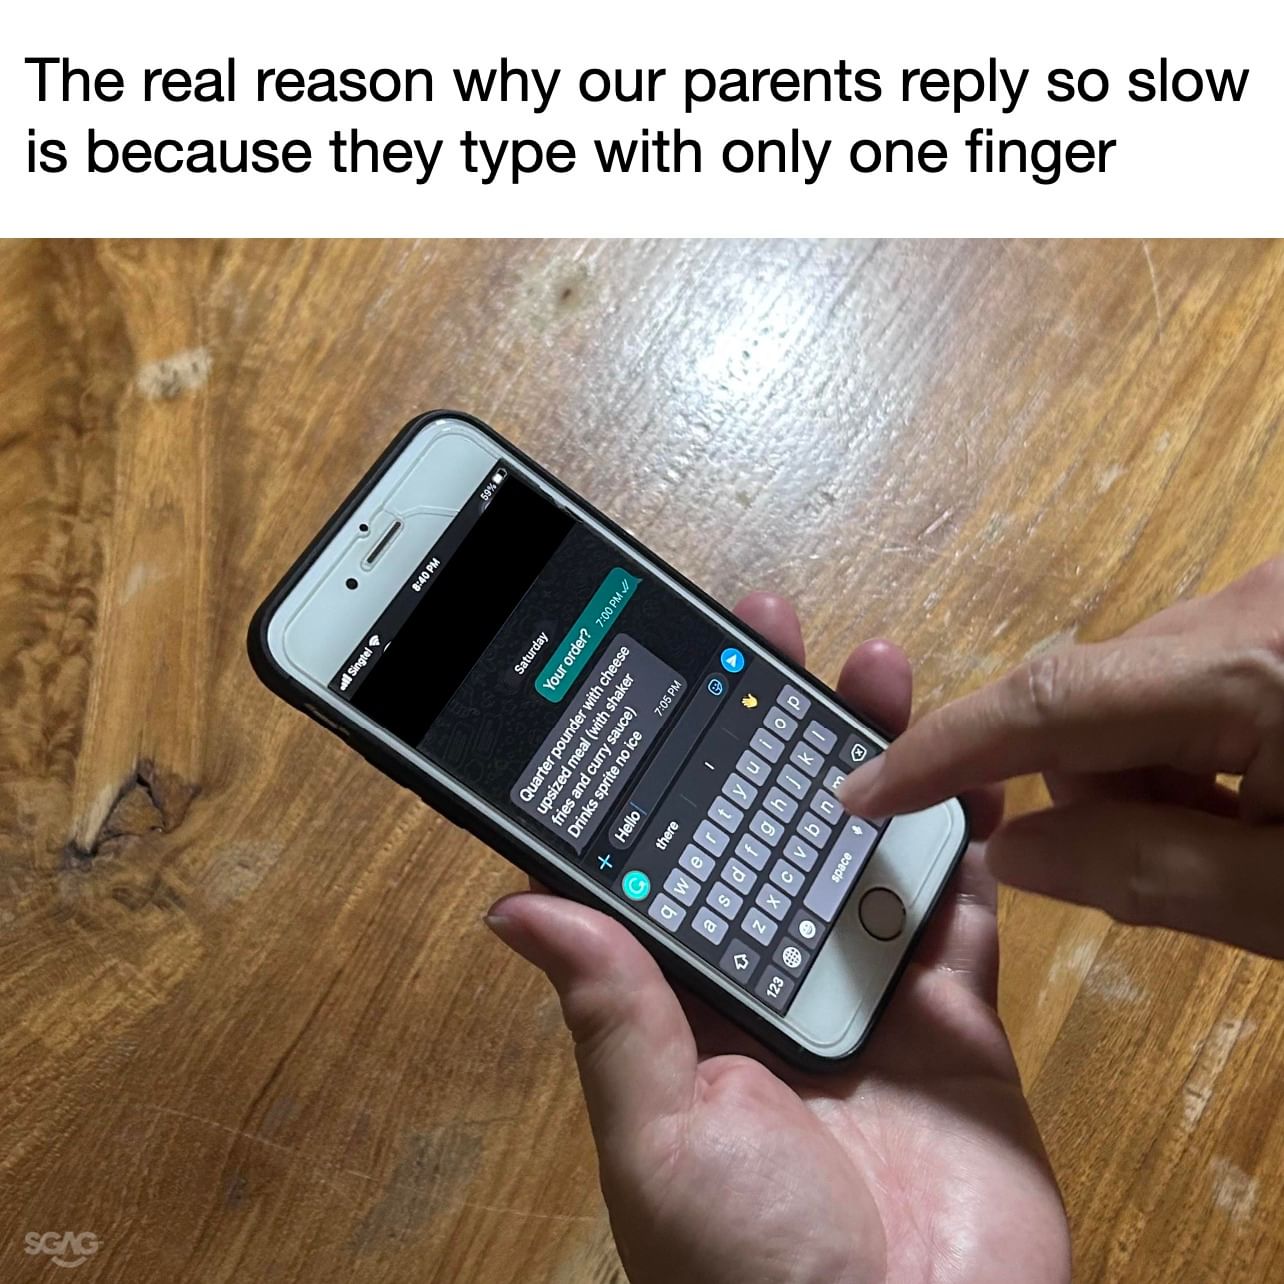 The real reason why our parents reply so slow
is because they type with only one finger
Singtel
8:40 PM
59%
Saturday
Your order? 7:00 PM
Quarter pounder with cheese
upsized meal (with shaker
fries and curry sauce)
Drinks sprite no ice
7:05 PM
Hello
there I 👋
q w e r t y u i o p
a s d f g h j k l
z x c v b n m
123 space
SGAG